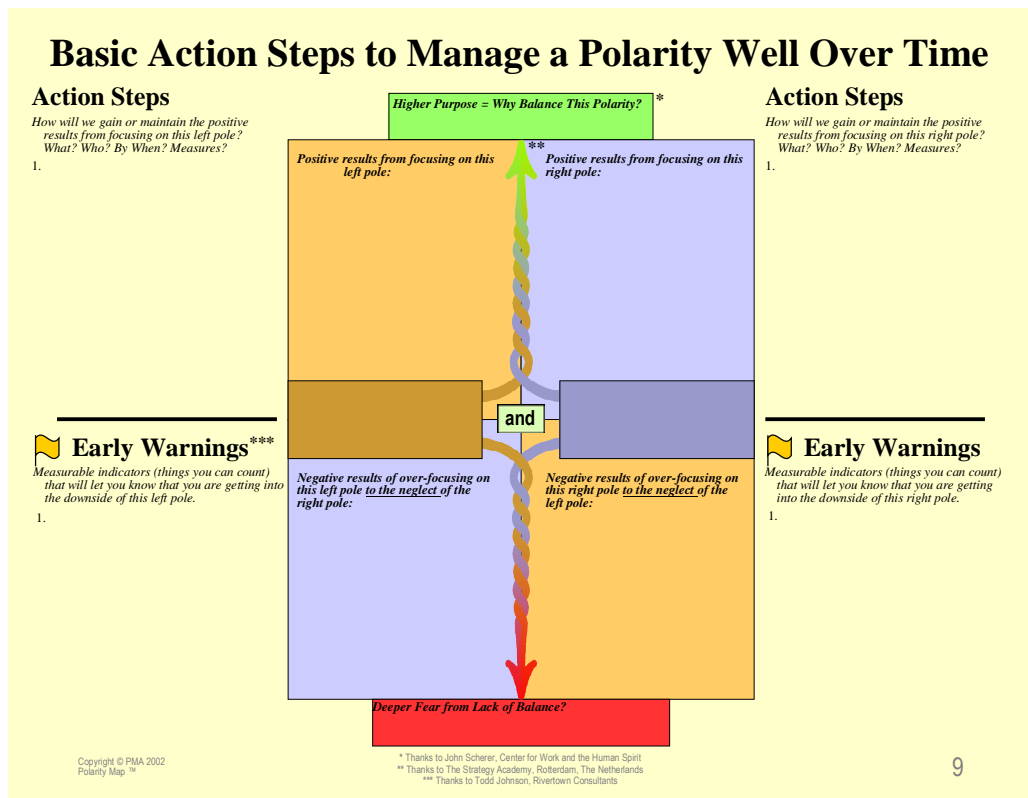 Basic Action Steps to Manage a Polarity Well Over Time
Action Steps
How will we gain or maintain the positive
results from focusing on this left pole?
What? Who? By When? Measures?
1.
Higher Purpose = Why Balance This Polarity?
*
Action Steps
How will we gain or maintain the positive
results from focusing on this right pole?
What? Who? By When? Measures?
1.
**
Positive results from focusing on this
left pole:
Positive results from focusing on this
right pole:
and
Early Warnings***
Measurable indicators (things you can count)
that will let you know that you are getting into
the downside of this left pole.
1.
Negative results of over-focusing on
this left pole to the neglect of the
right pole:
Negative results of over-focusing on
this right pole to the neglect of the
left pole:
Early Warnings
Measurable indicators (things you can count)
that will let you know that you are getting
into the downside of this right pole.
1.
Deeper Fear from Lack of Balance?
Copyright © PMA 2002
Polarity Map ™
* Thanks to John Scherer, Center for Work and the Human Spirit
** Thanks to The Strategy Academy, Rotterdam, The Netherlands
*** Thanks to Todd Johnson, Rivertown Consultants
9